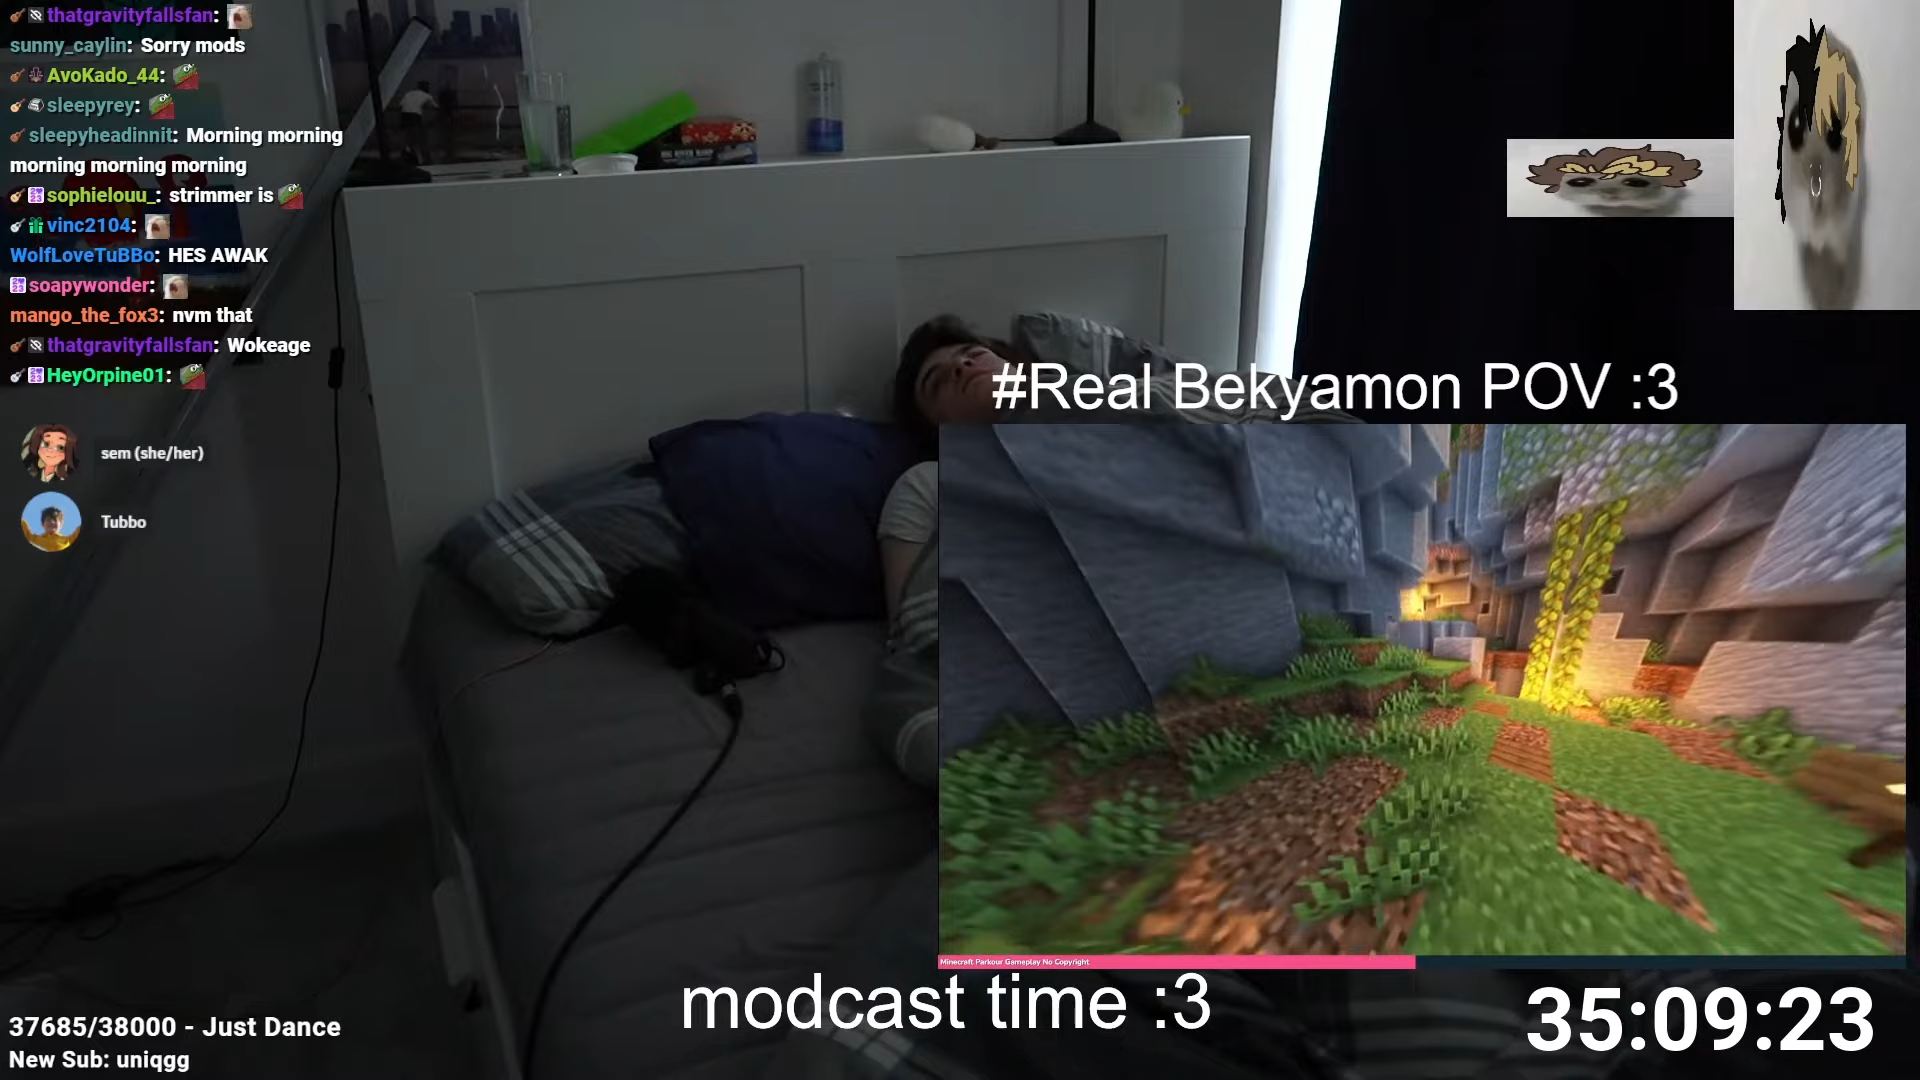 thatgravityfallsfan:
sunny_caylin: Sorry mods
AvoKado_44:
sleepyrey:
sleepyheadinnit: Morning morning
morning morning morning
sophielouu_: strimmer is
vinc2104:
WolfLoveTuBBo: HES AWAK
soapywonder:
mango_the_fox3: nvm that
thatgravityfallsfan: Wokeage
HeyOrpine01:
sem (she/her)
Tubbo
#Real Bekyamon POV :3
Minecraft Parkour Gameplay No Copyright
modcast time :3
35:09:23
37685/38000 - Just Dance
New Sub: uniqgg